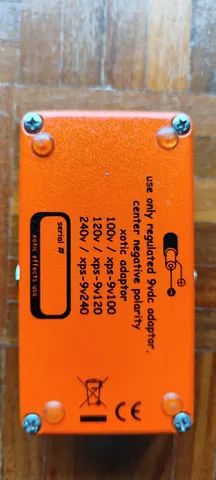 use only regulated 9vdc adaptor,
center negative polarity
xotic adaptor
100v / xps-9v100
120v / xps-9v120
240v / xps-9v240
serial #
xotic effects usa
CE